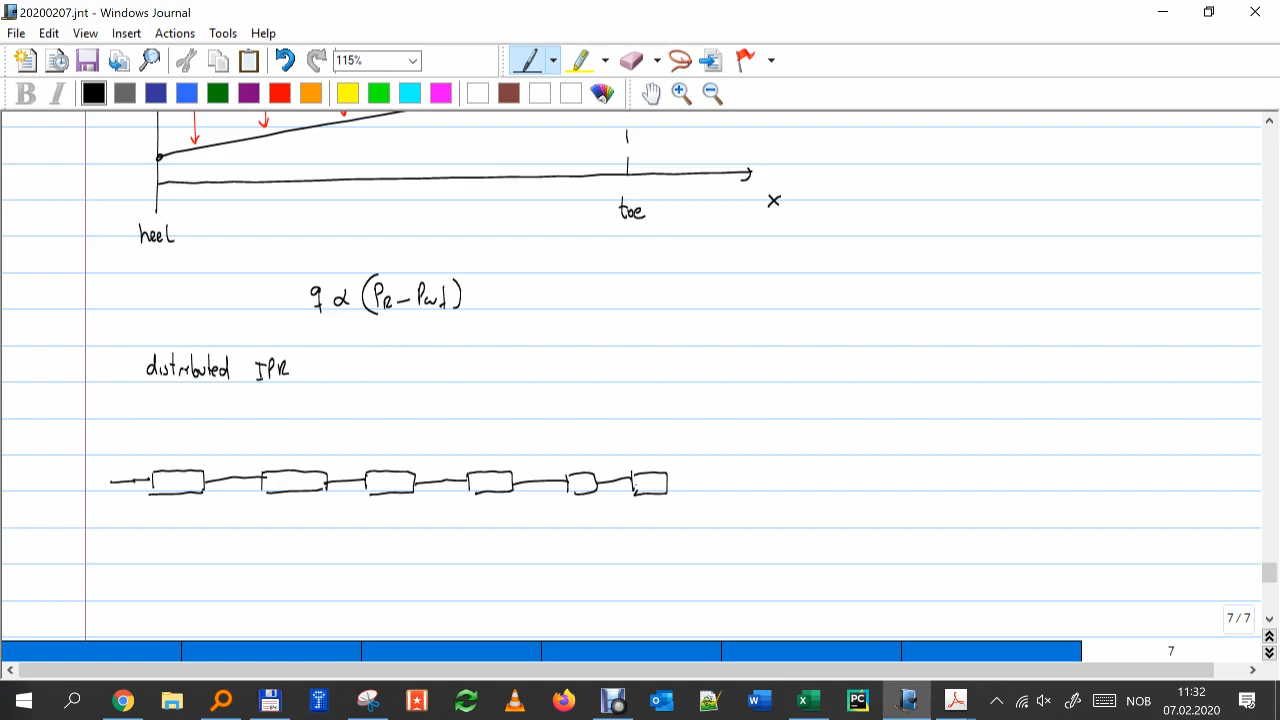 20200207.jnt - Windows Journal
File Edit View Insert Actions Tools Help
115%
B I
toe
x
heel
q ∝ (PR - Pwf)
distributed IPR
7 / 7
7
NOB
11:32
07.02.2020